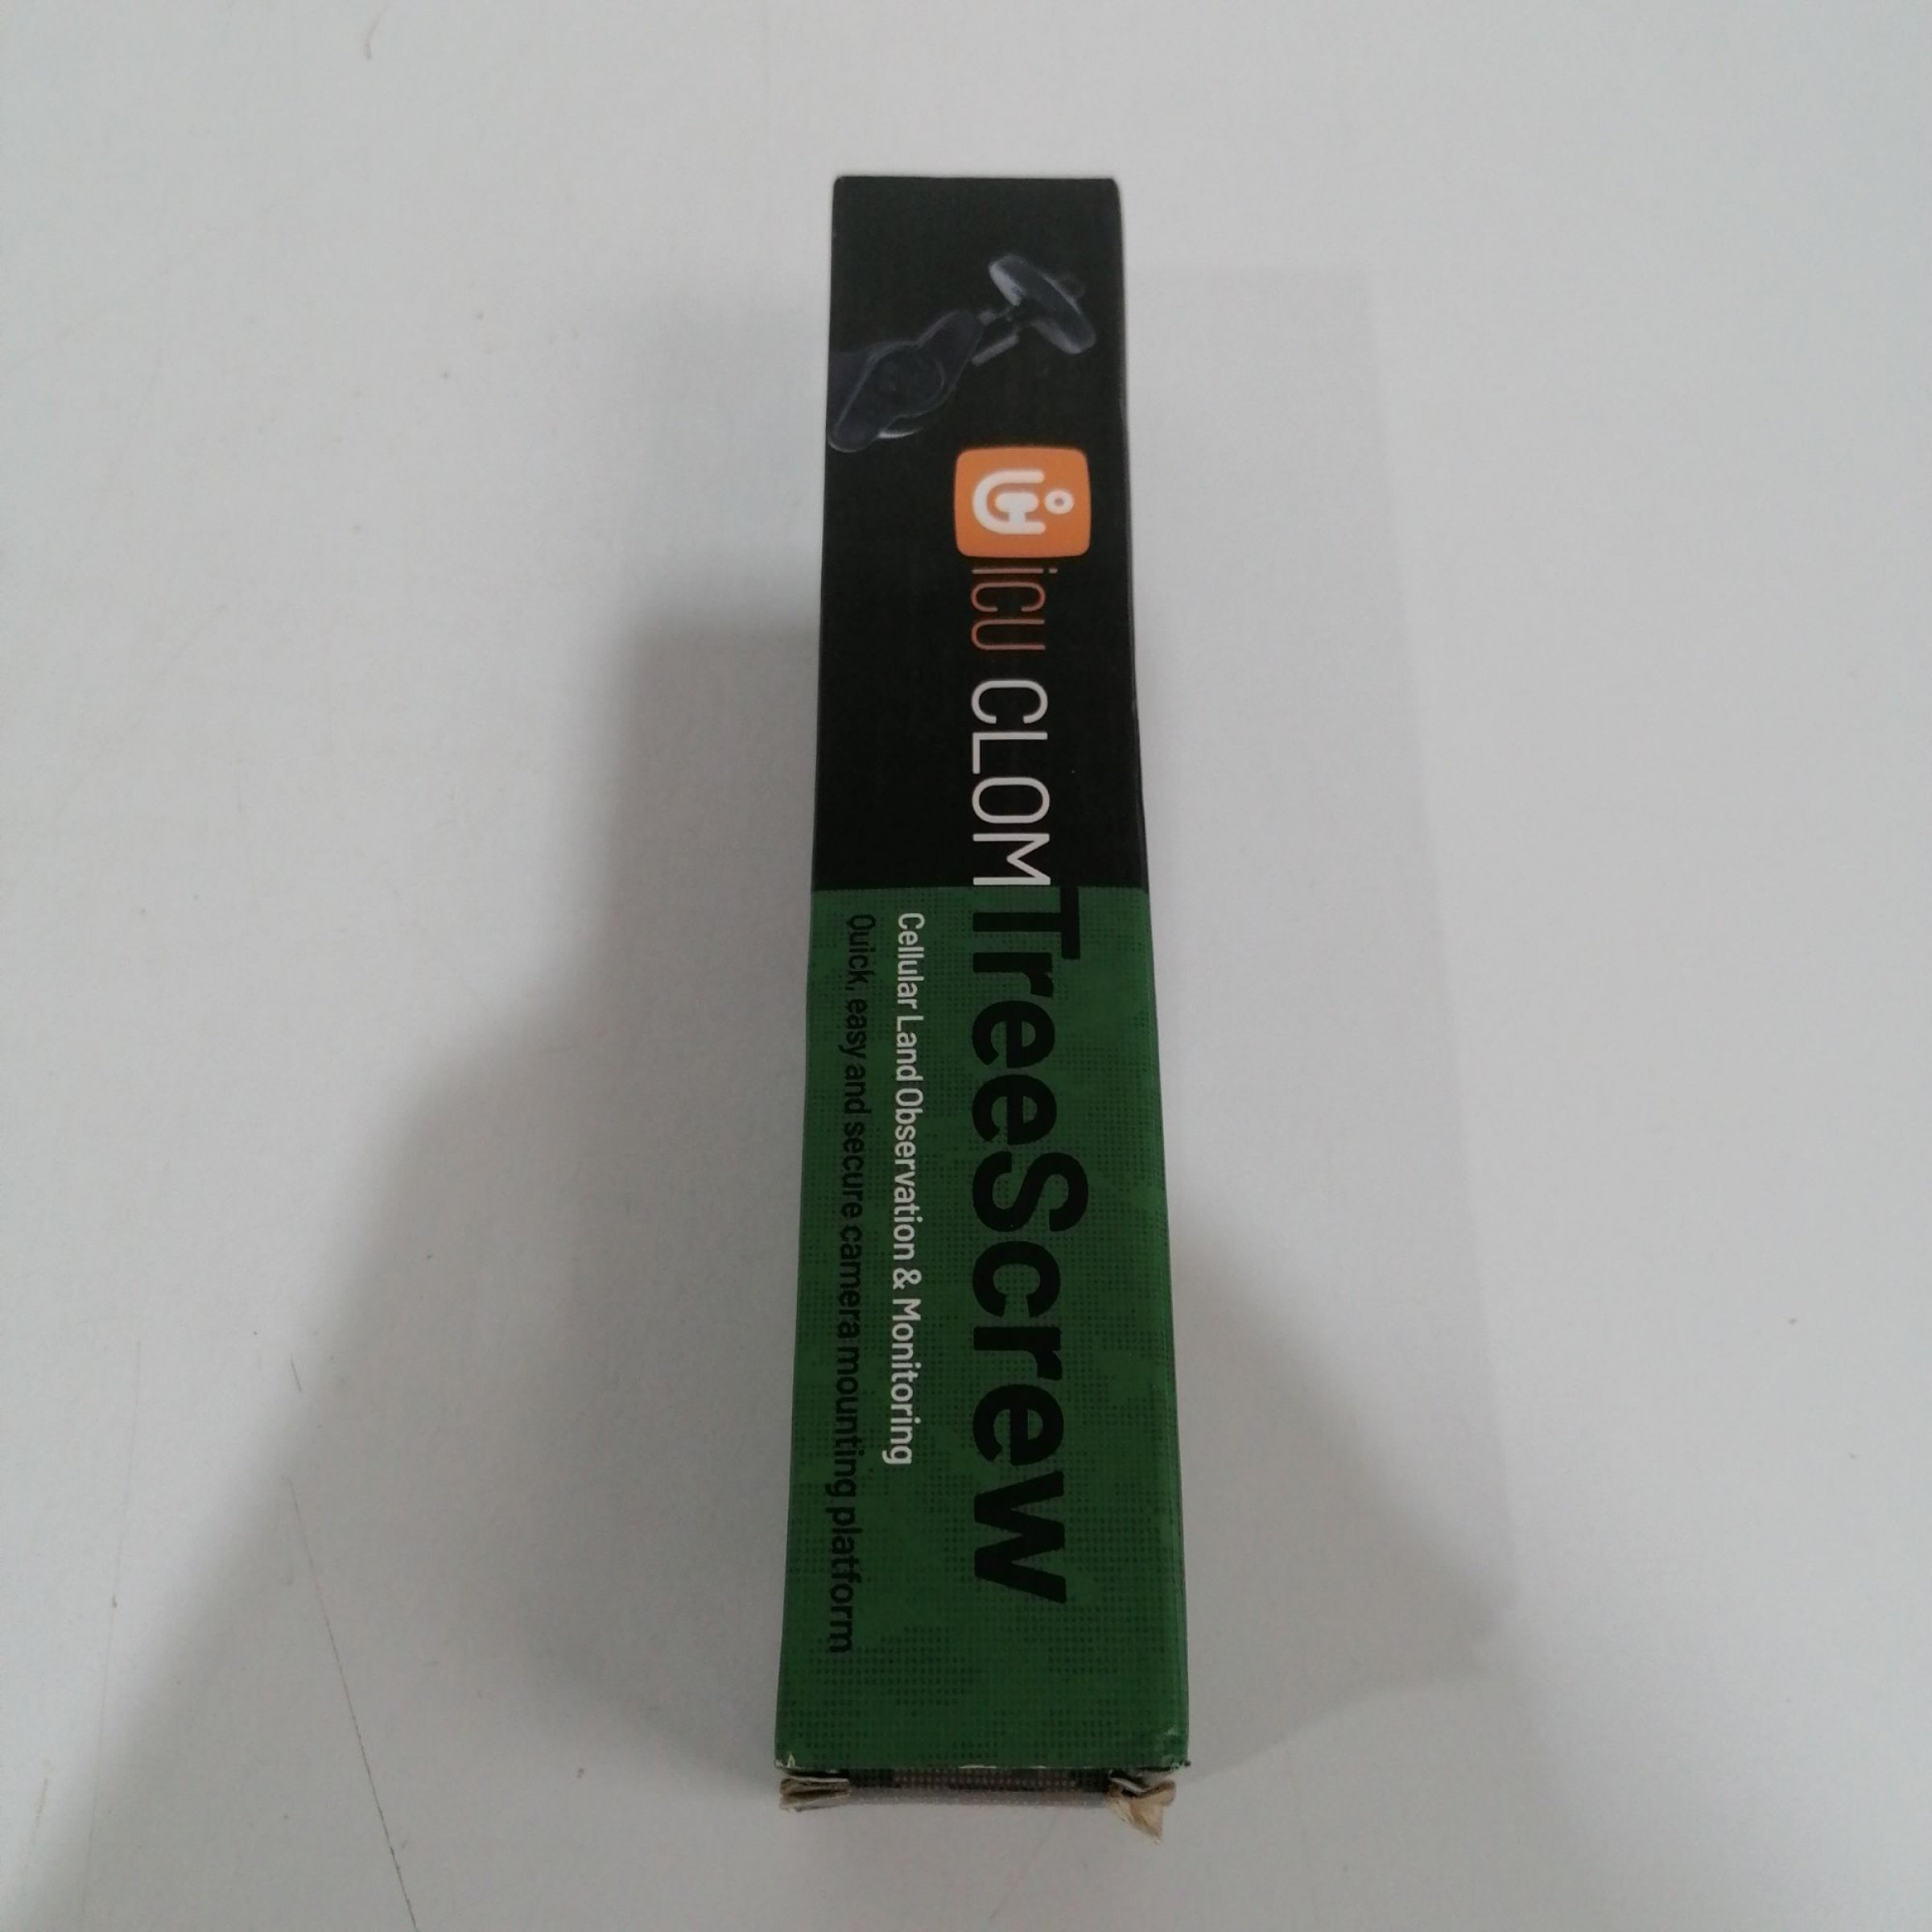 icu CLOM TreeScrew
Cellular Land Observation & Monitoring
Quick, easy and secure camera mounting platform